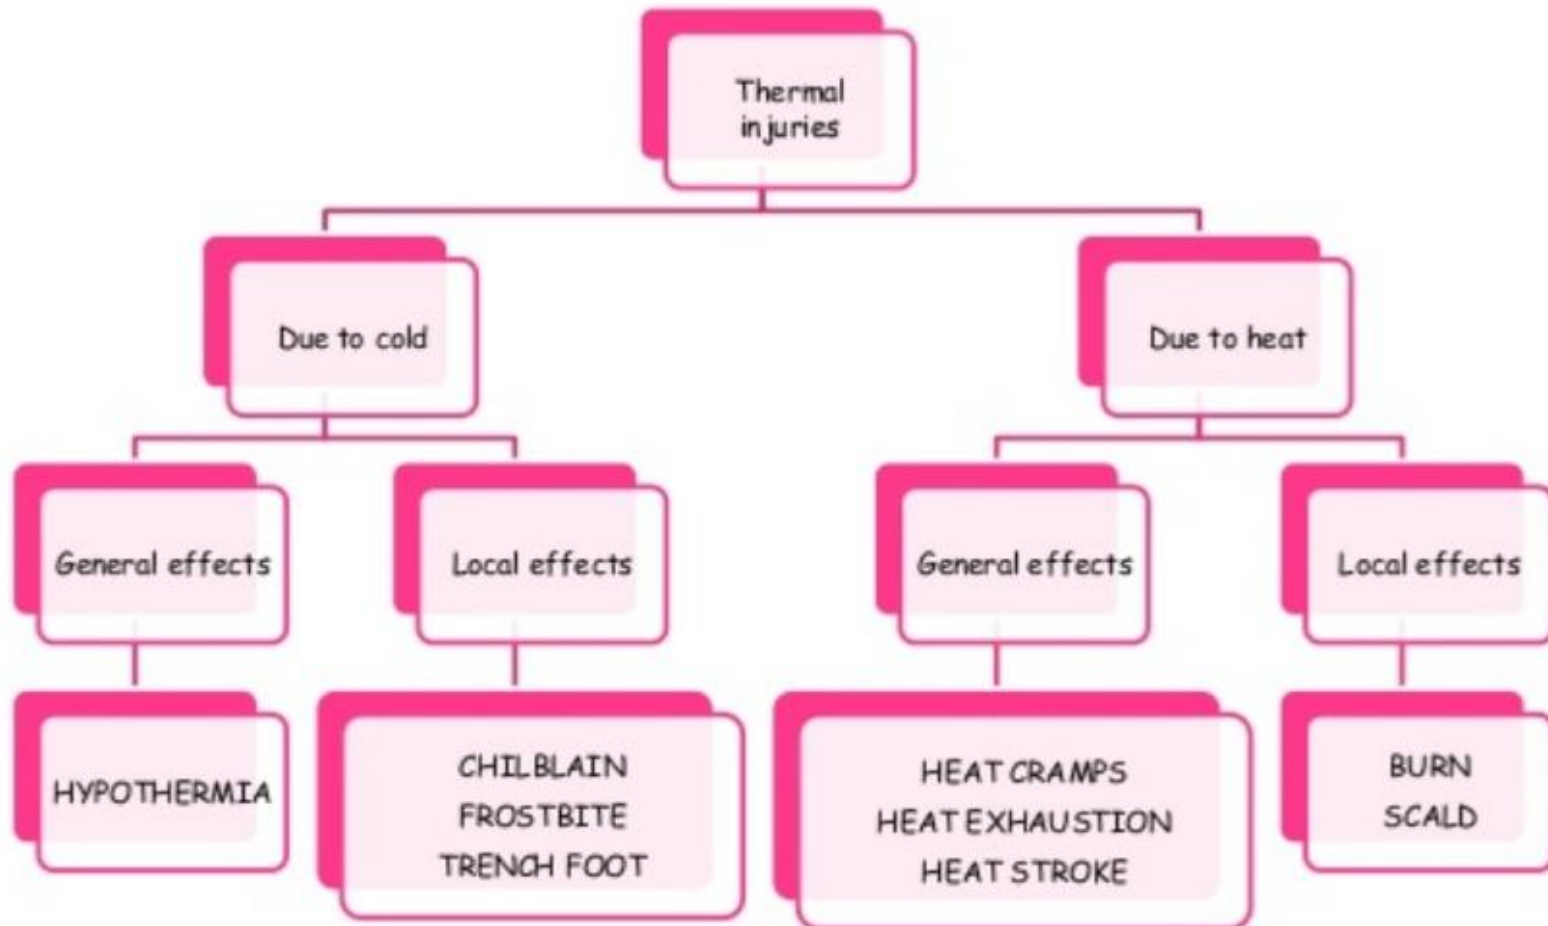 Thermal
injuries
Due to cold
Due to heat
General effects
Local effects
General effects
Local effects
HYPOTHERMIA
CHILBLAIN
FROSTBITE
TRENCH FOOT
HEAT CRAMPS
HEAT EXHAUSTION
HEAT STROKE
BURN
SCALD